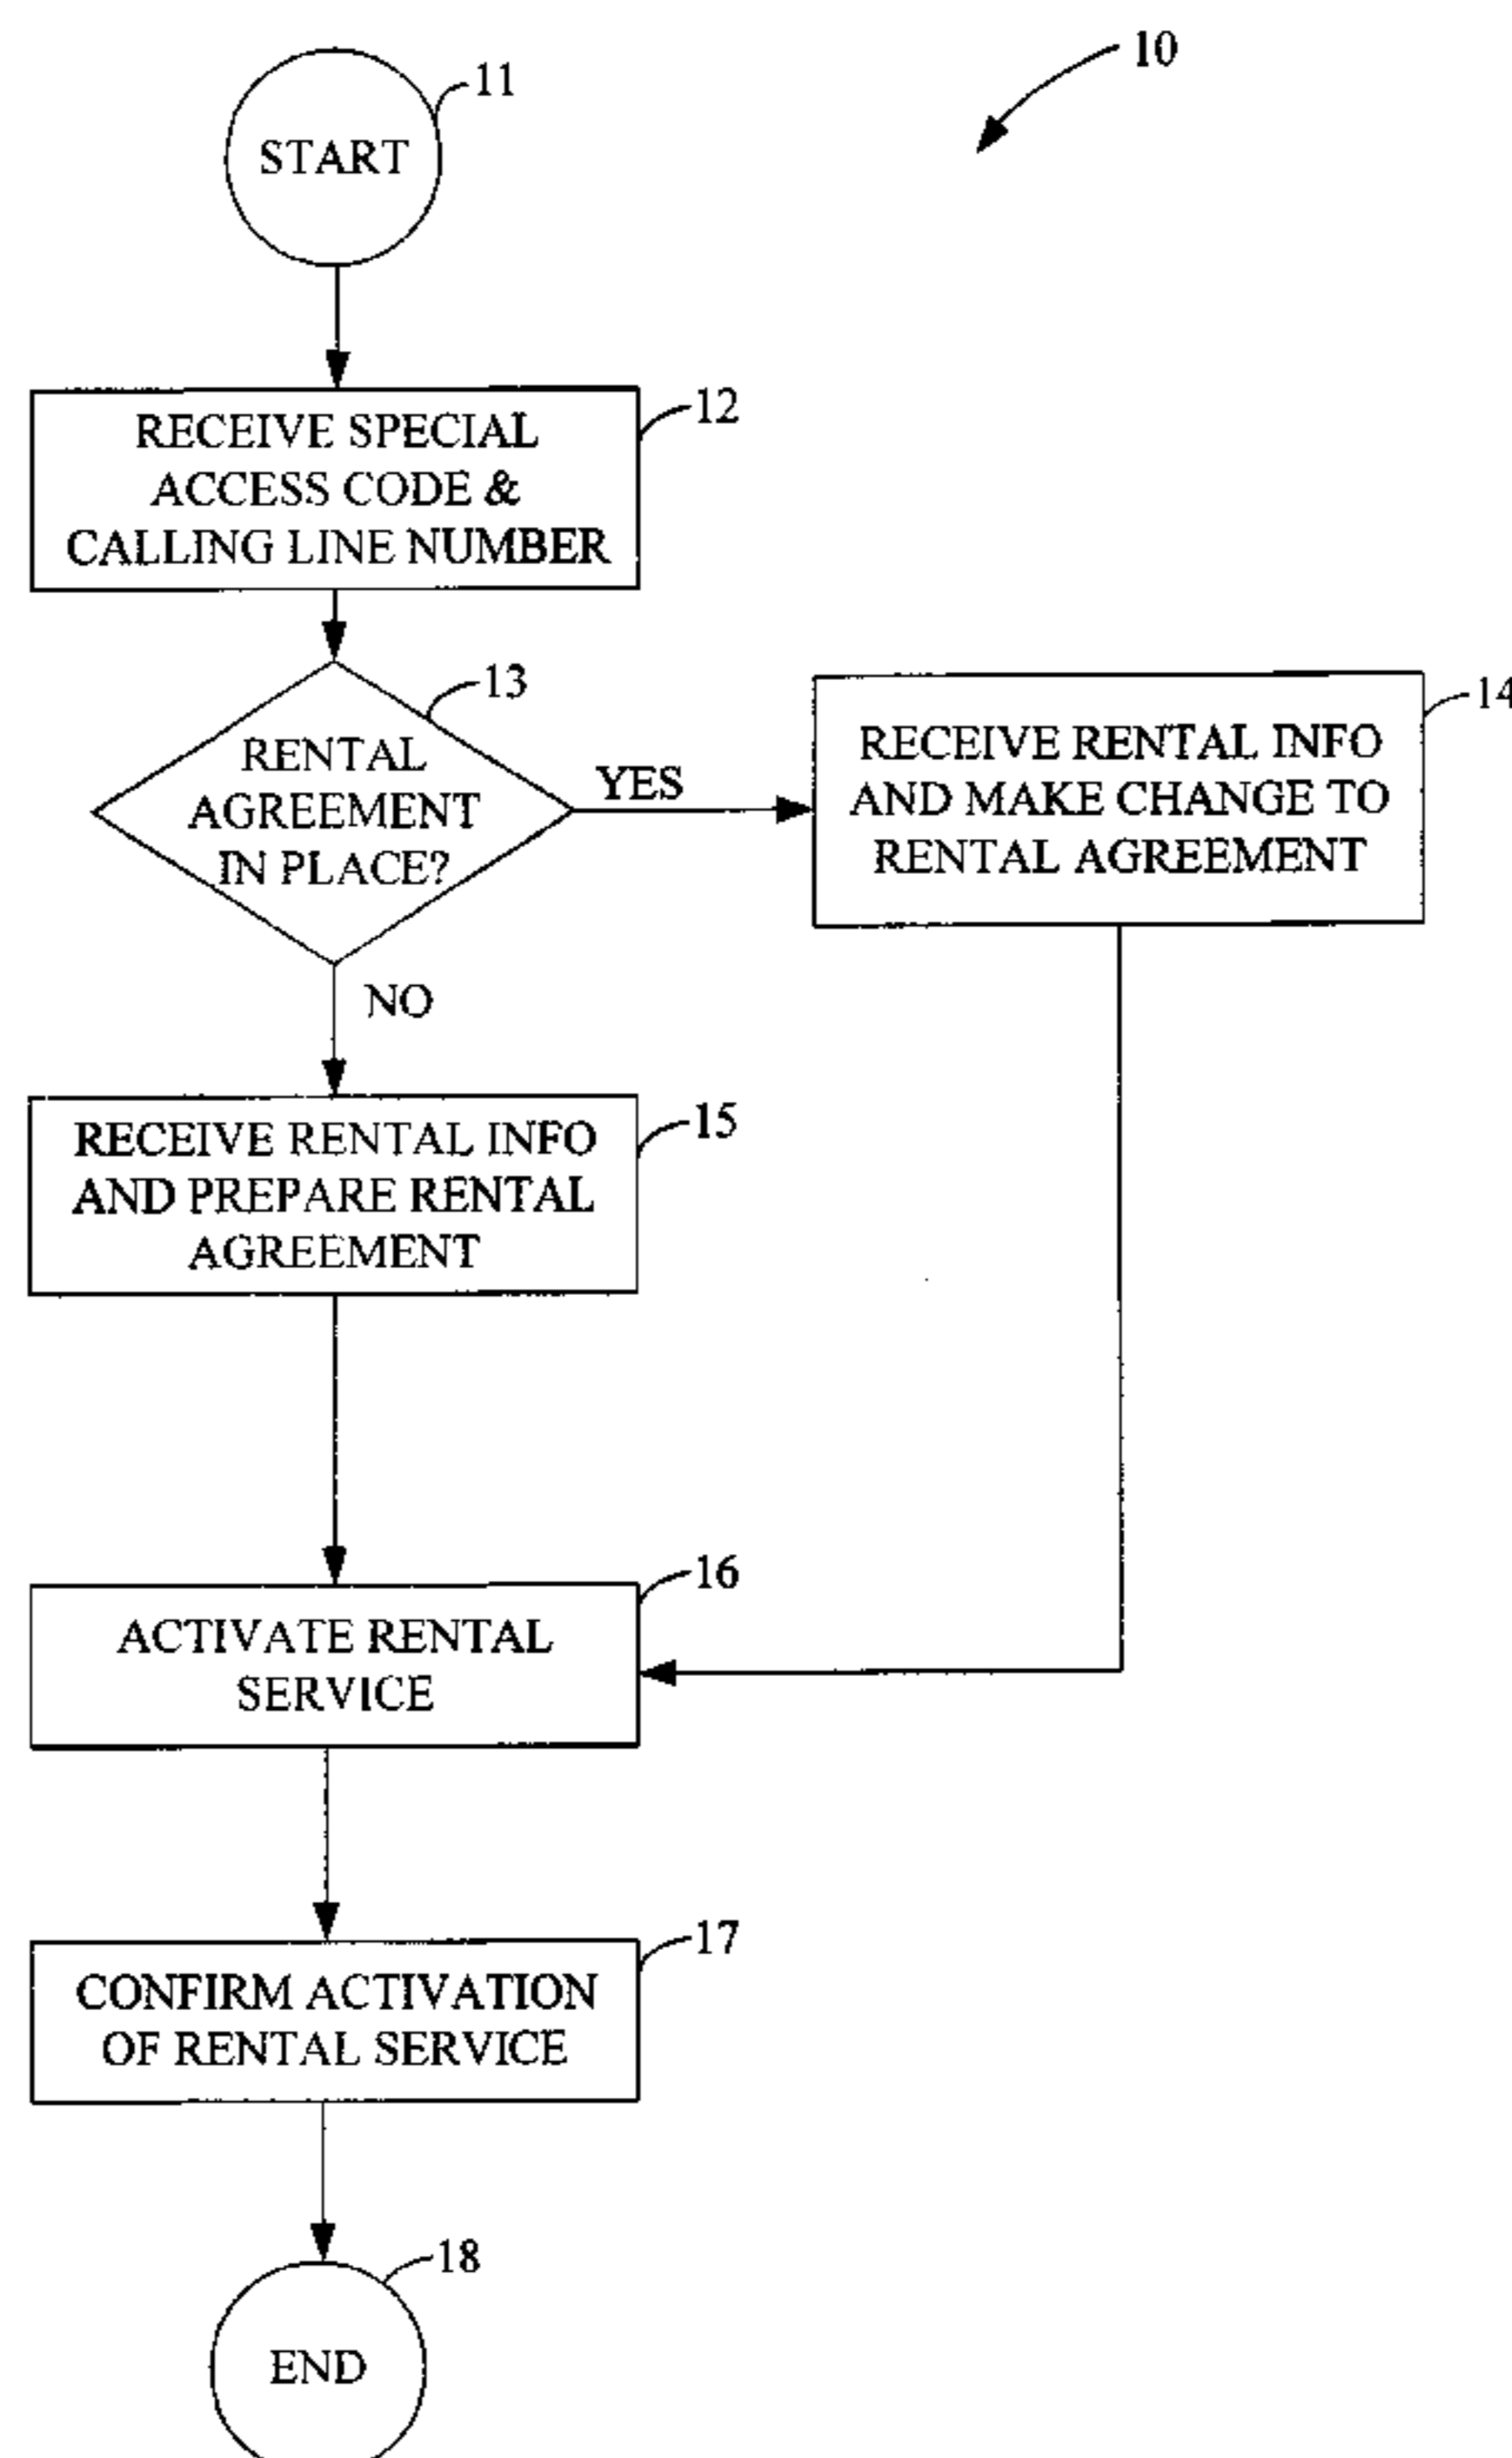 10
11
START
12
RECEIVE SPECIAL
ACCESS CODE &
CALLING LINE NUMBER
13
RENTAL
AGREEMENT
IN PLACE?
YES
14
RECEIVE RENTAL INFO
AND MAKE CHANGE TO
RENTAL AGREEMENT
NO
15
RECEIVE RENTAL INFO
AND PREPARE RENTAL
AGREEMENT
16
ACTIVATE RENTAL
SERVICE
17
CONFIRM ACTIVATION
OF RENTAL SERVICE
18
END